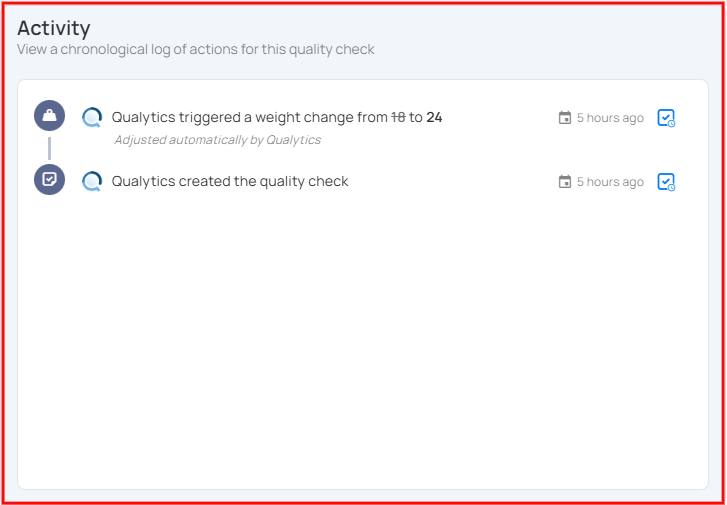 Activity
View a chronological log of actions for this quality check
Qualytics triggered a weight change from 18 to 24 5 hours ago
Adjusted automatically by Qualytics
Qualytics created the quality check 5 hours ago